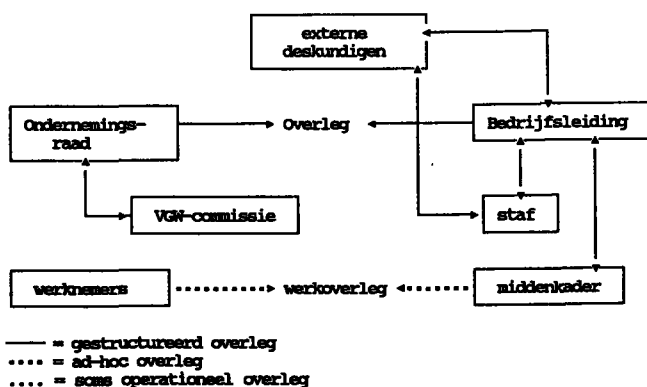 externe
deskundigen
Ondernemings-
raad
Overleg
Bedrijfsleiding
VGW-commissie
staf
werknemers
werkoverleg
middenkader
= gestructureerd overleg
= ad-hoc overleg
= soms operationeel overleg